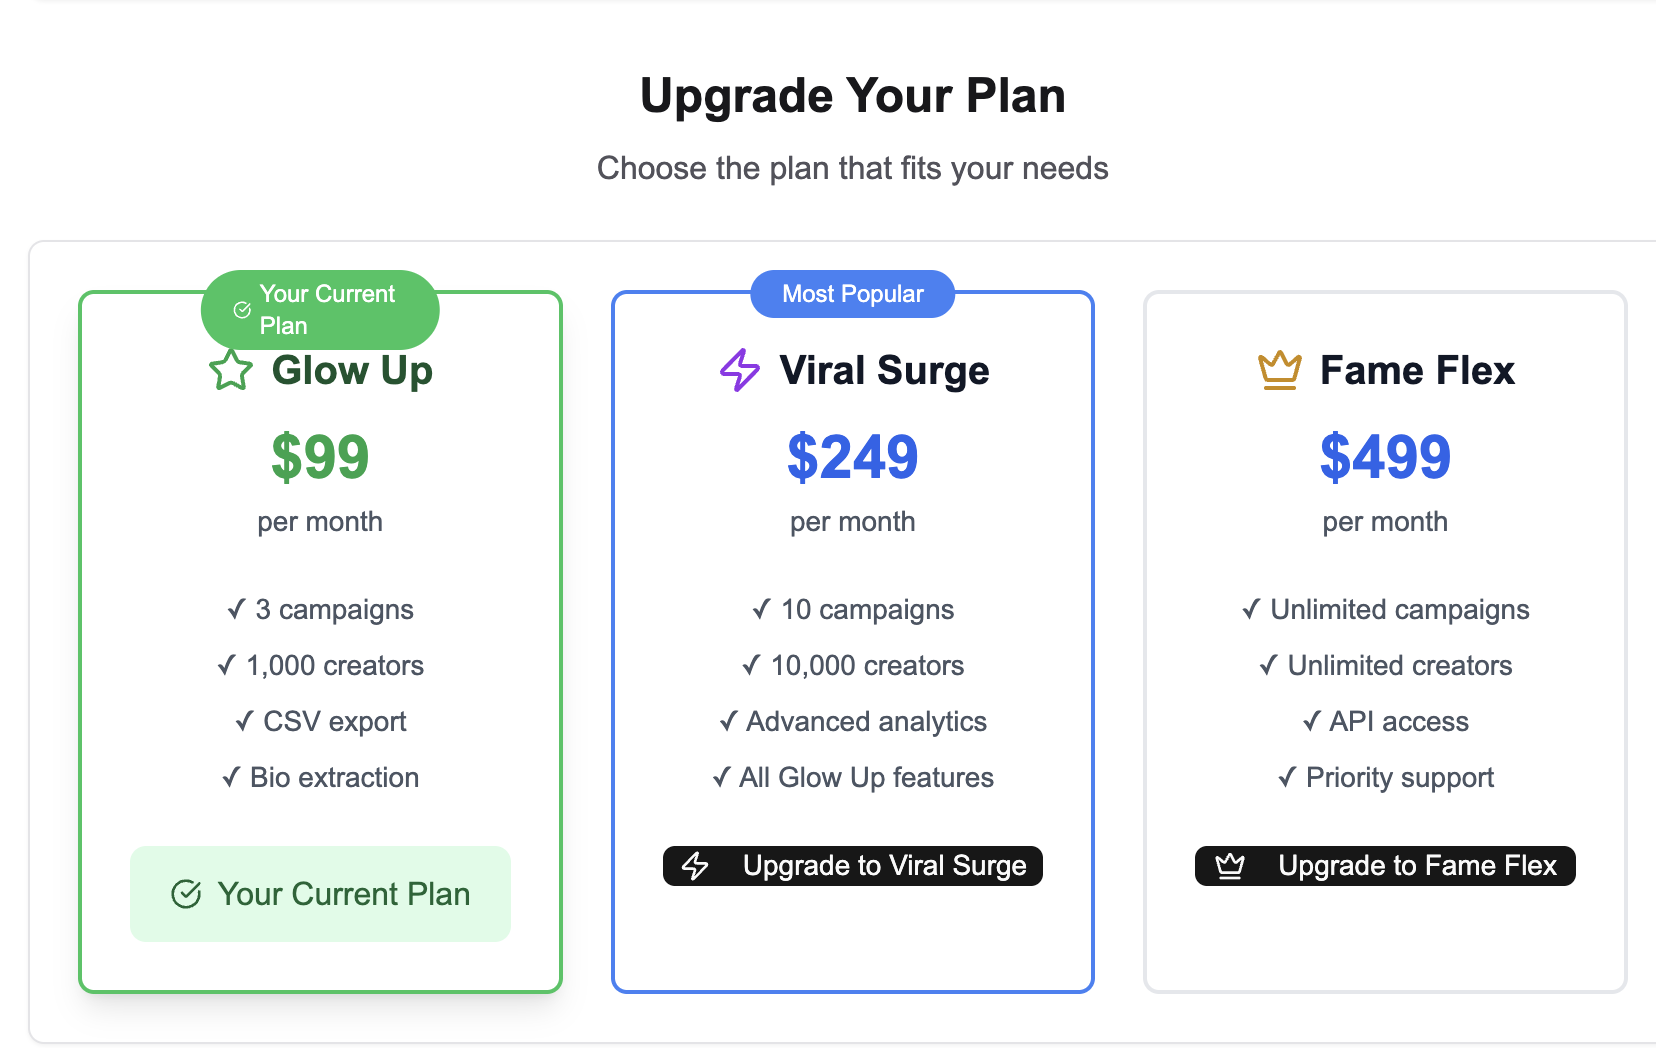 Upgrade Your Plan
Choose the plan that fits your needs
Your Current
Plan
Glow Up
$99
per month
✓ 3 campaigns
✓ 1,000 creators
✓ CSV export
✓ Bio extraction
Your Current Plan
Most Popular
Viral Surge
$249
per month
✓ 10 campaigns
✓ 10,000 creators
✓ Advanced analytics
✓ All Glow Up features
Upgrade to Viral Surge
Fame Flex
$499
per month
✓ Unlimited campaigns
✓ Unlimited creators
✓ API access
✓ Priority support
Upgrade to Fame Flex